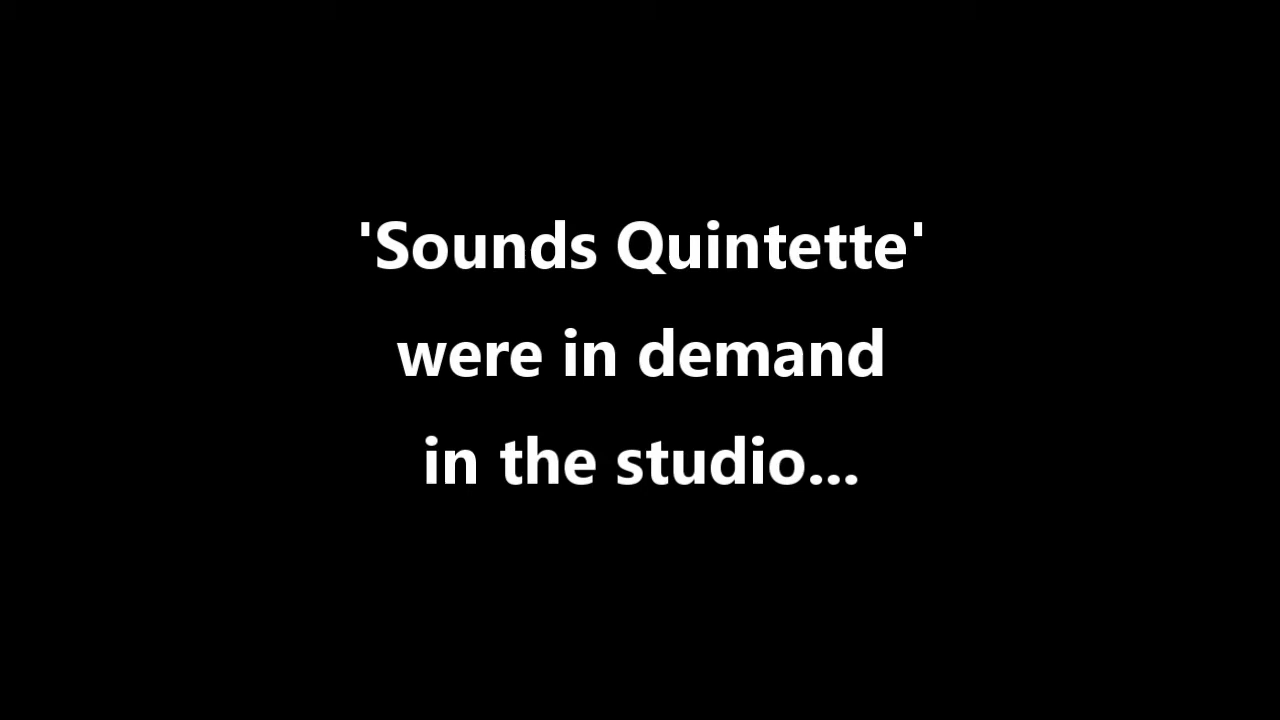 'Sounds Quintette'
were in demand
in the studio...